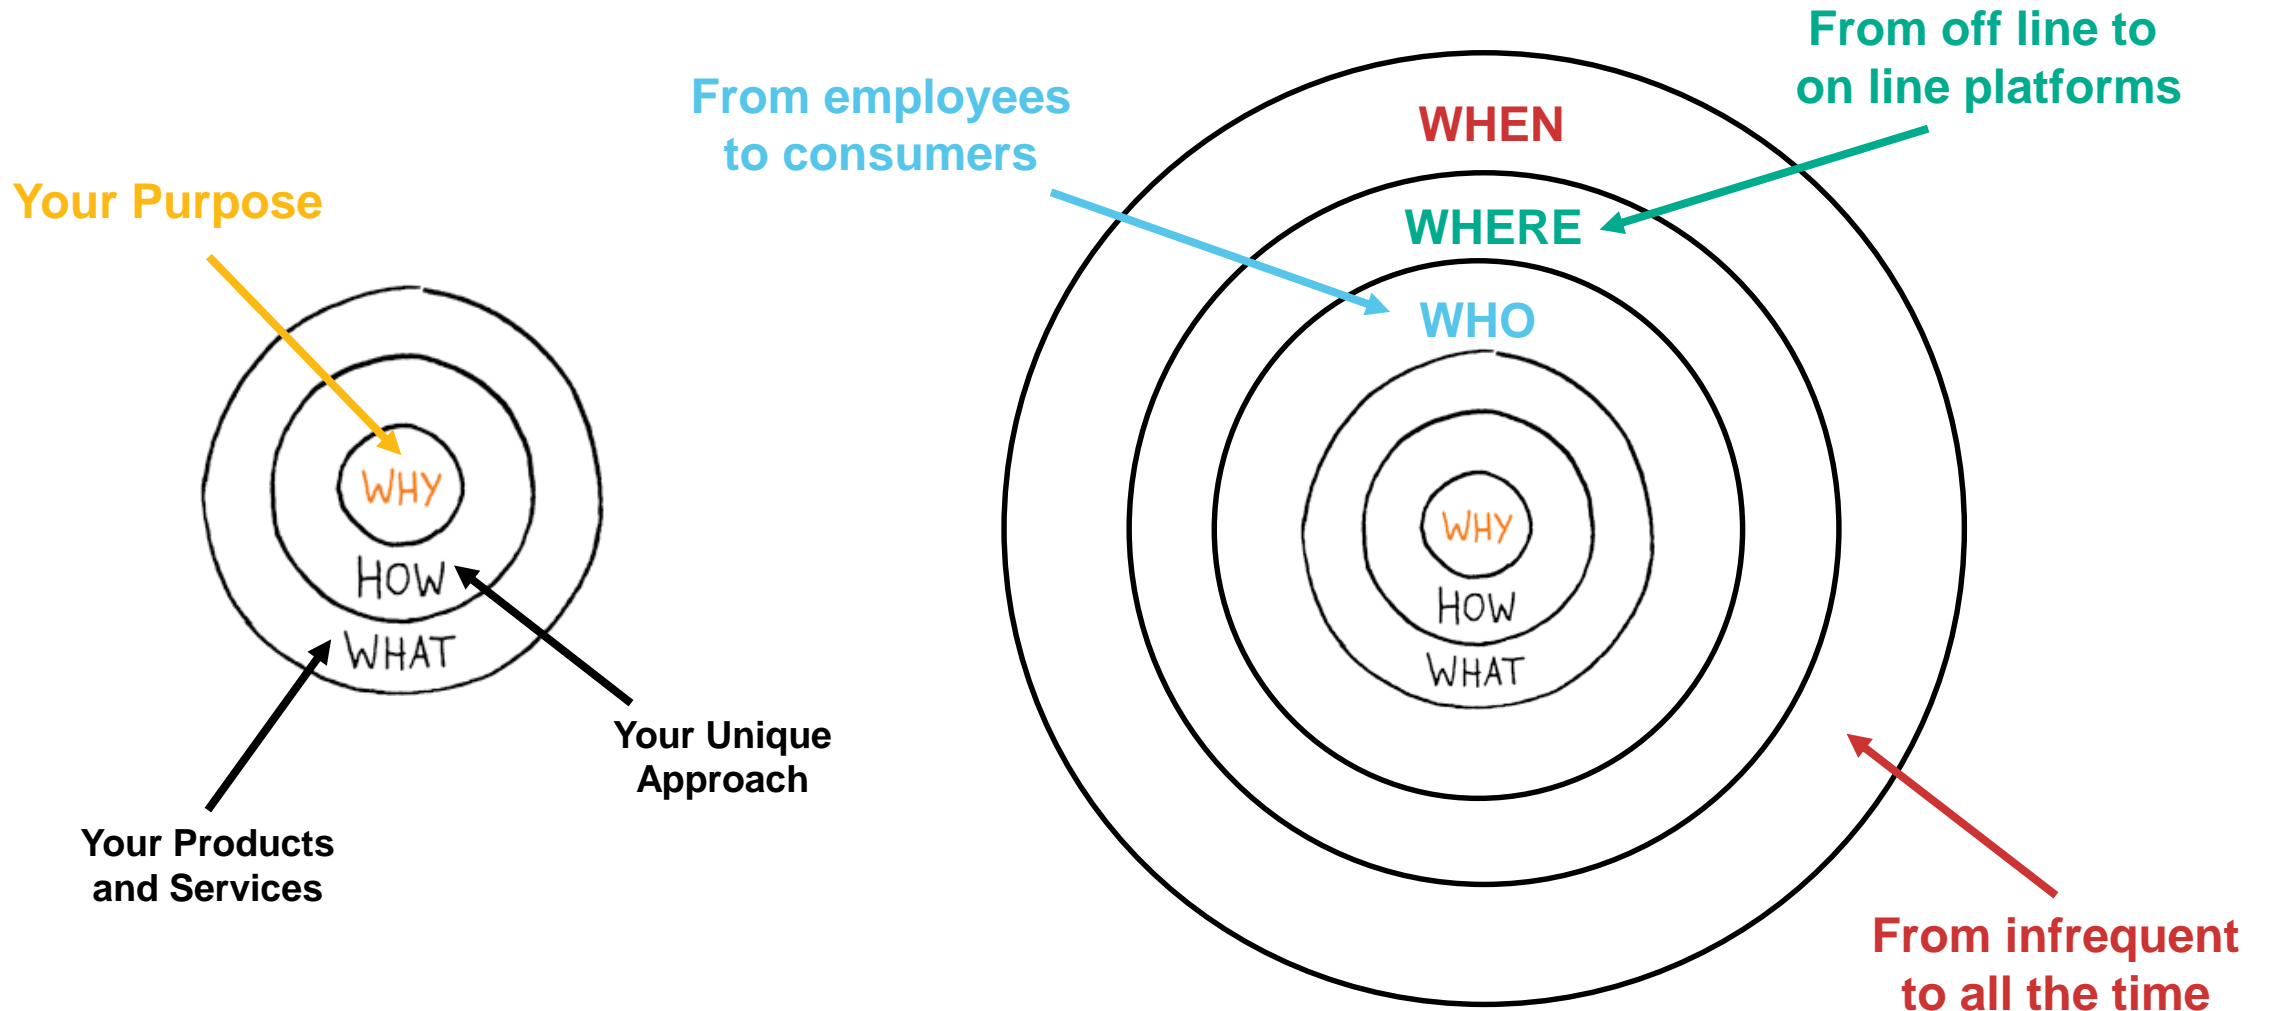 Your Purpose
WHY
HOW
WHAT
Your Unique
Approach
Your Products
and Services
From employees
to consumers
From off line to
on line platforms
WHEN
WHERE
WHO
WHY
HOW
WHAT
From infrequent
to all the time